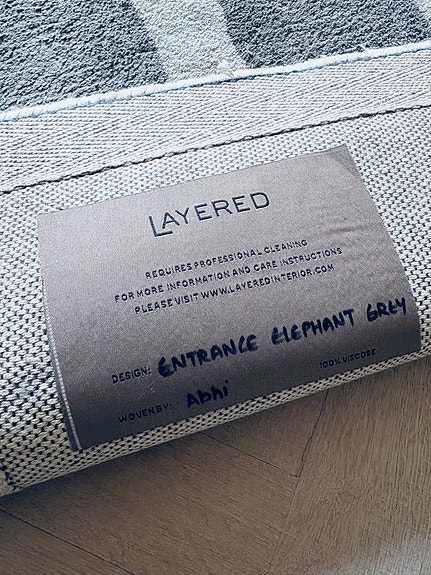 LAYERED
REQUIRES PROFESSIONAL CLEANING
FOR MORE INFORMATION AND CARE INSTRUCTIONS
PLEASE VISIT WWW.LAYEREDINTERIOR.COM
DESIGN: ENTRANCE ELEPHANT GREY
100% VISCOSE
WOVEN BY: Abhi